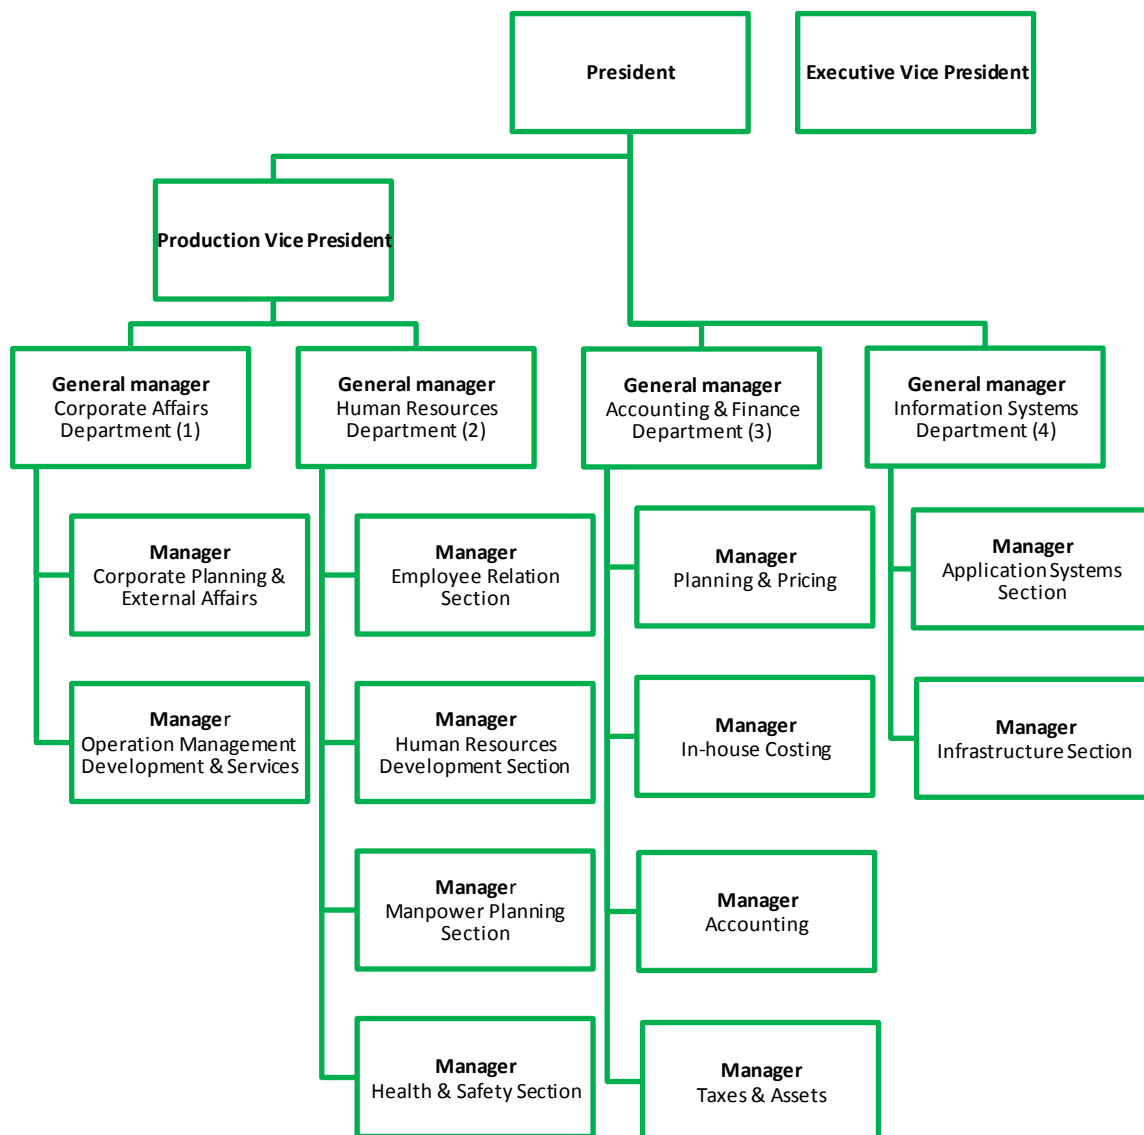 President
Executive Vice President
Production Vice President
General manager
Corporate Affairs
Department (1)
General manager
Human Resources
Department (2)
General manager
Accounting & Finance
Department (3)
General manager
Information Systems
Department (4)
Manager
Corporate Planning &
External Affairs
Manager
Employee Relation
Section
Manager
Planning & Pricing
Manager
Application Systems
Section
Manager
Operation Management
Development & Services
Manager
Human Resources
Development Section
Manager
In-house Costing
Manager
Infrastructure Section
Manager
Manpower Planning
Section
Manager
Accounting
Manager
Health & Safety Section
Manager
Taxes & Assets